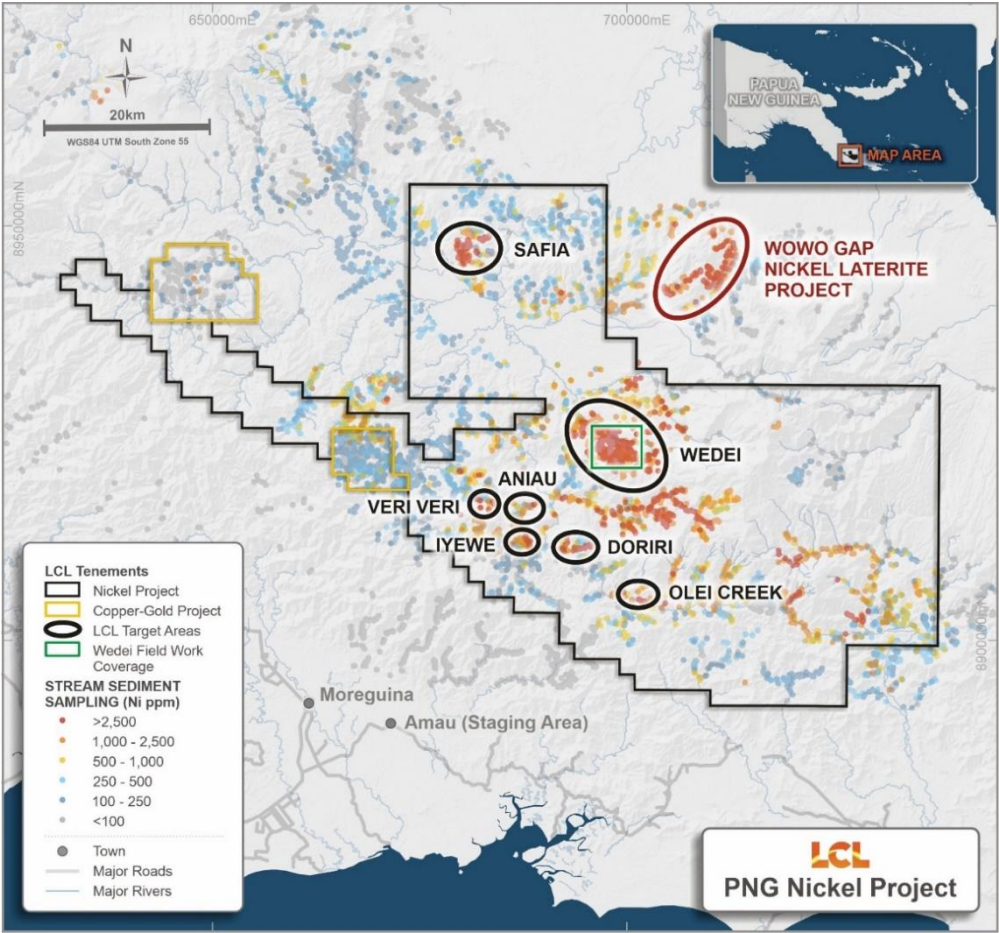 650000mE
700000mE
N
20km
WGS84 UTM South Zone 55
PAPUA
NEW GUINEA
MAP AREA
8950000mN
SAFIA
WOWO GAP
NICKEL LATERITE
PROJECT
WEDEI
ANIAU
VERI VERI
IYEWE
DORIRI
OLEI CREEK
8900000mN
LCL Tenements
Nickel Project
Copper-Gold Project
LCL Target Areas
Wedei Field Work
Coverage
STREAM SEDIMENT
SAMPLING (Ni ppm)
>2,500
1,000 - 2,500
500 - 1,000
250 - 500
100 - 250
<100
Town
Major Roads
Major Rivers
Moreguina
Amau (Staging Area)
LCL
PNG Nickel Project